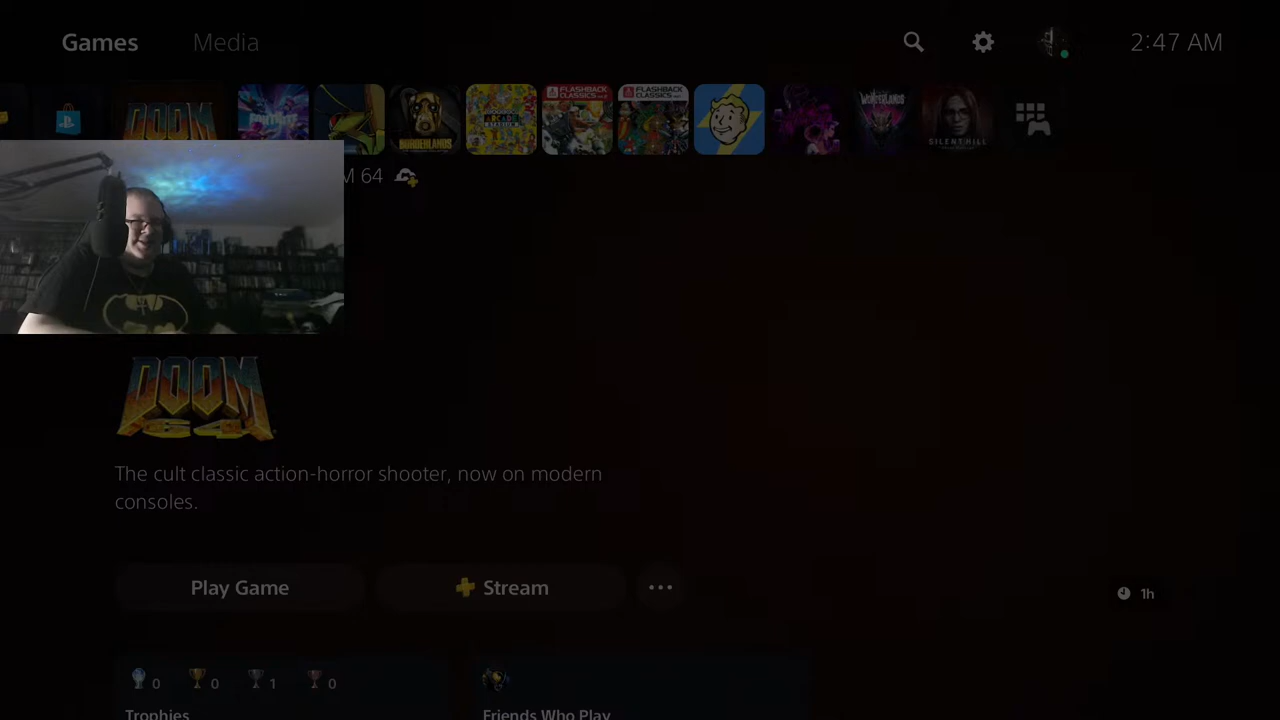 Games
Media
2:47 AM
DOOM
FORTNITE
BORDERLANDS
ARCADE
FLASHBACK
CLASSICS
FLASHBACK
CLASSICS
WONDERLANDS
SILENT HILL
M 64
DOOM
64
The cult classic action-horror shooter, now on modern
consoles.
Play Game
Stream
1h
0
0
1
0
Trophies
Friends Who Play